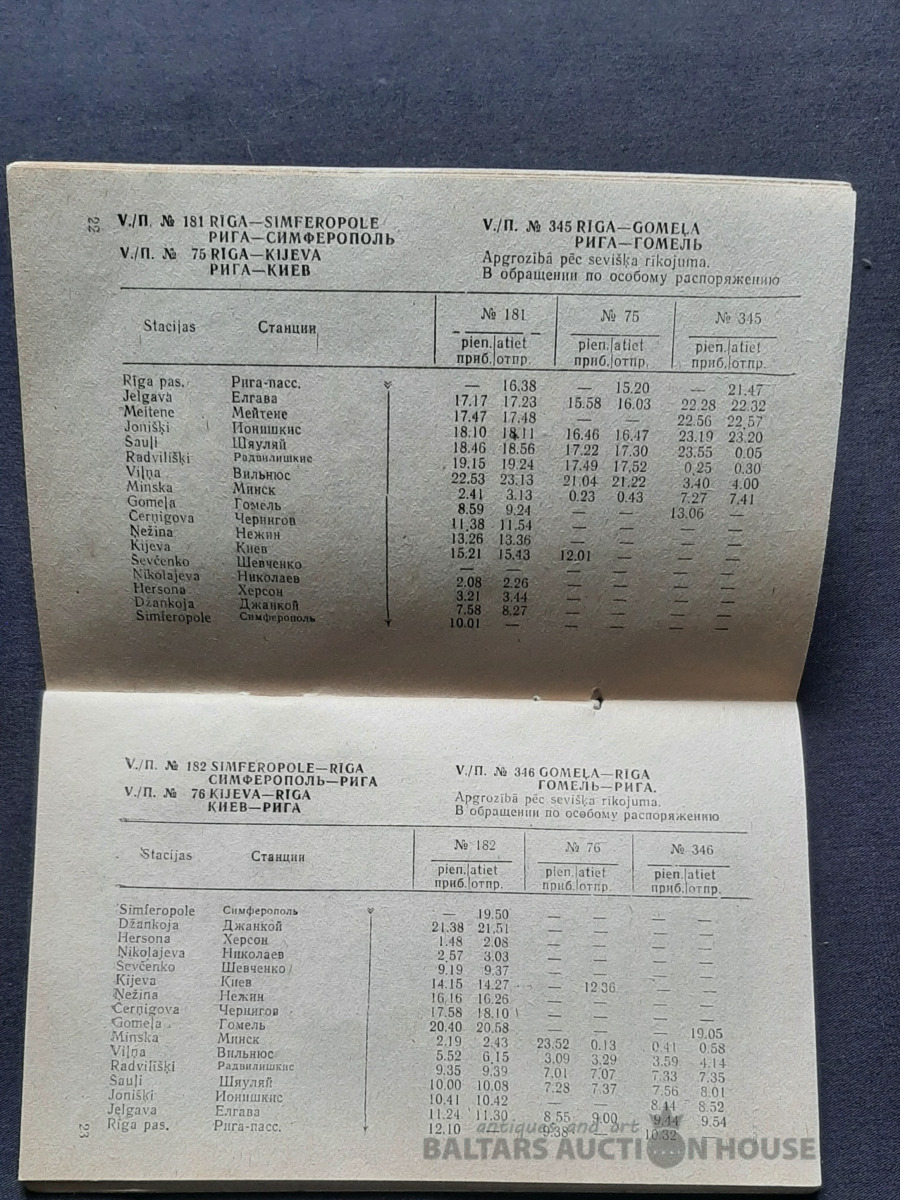 22
V./П. № 181 RĪGA—SIMFEROPOLE
РИГА—СИМФЕРОПОЛЬ
V./П. № 75 RĪGA—KIJEVA
РИГА—КИЕВ
V./П. № 345 RĪGA—GOMEĻA
РИГА—ГОМЕЛЬ
Apgrozībā pēc sevišķa rīkojuma.
В обращении по особому распоряжению
Stacijas Станции № 181 № 75 № 345
pien. atiet pien. atiet pien. atiet
приб. отпр. приб. отпр. приб. отпр.
Rīga pas. Рига-пасс. — 16.38 — 15.20 — 21.47
Jelgava Елгава 17.17 17.23 15.58 16.03 22.28 22.32
Meitene Мейтене 17.47 17.48 — — 22.56 22.57
Jonišķi Ионишкис 18.10 18.11 16.46 16.47 23.19 23.20
Šauļi Шяуляй 18.46 18.56 17.22 17.30 23.55 0.05
Radvilišķi Радвилишкис 19.15 19.24 17.49 17.52 0.25 0.30
Viļņa Вильнюс 22.53 23.13 21.04 21.22 3.40 4.00
Minska Минск 2.41 3.13 0.23 0.43 7.27 7.41
Gomeļa Гомель 8.59 9.24 — — 13.06 —
Čerņigova Чернигов 11.38 11.54 — — — —
Ņežina Нежин 13.26 13.36 — — — —
Kijeva Киев 15.21 15.43 12.01 — — —
Ševčenko Шевченко — — — — — —
Nikolajeva Николаев 2.08 2.26 — — — —
Hersona Херсон 3.21 3.44 — — — —
Džankoja Джанкой 7.58 8.27 — — — —
Simferopole Симферополь 10.01 — — — — —
V./П. № 182 SIMFEROPOLE—RĪGA
СИМФЕРОПОЛЬ—РИГА
V./П. № 76 KIJEVA—RĪGA
КИЕВ—РИГА
V./П. № 346 GOMEĻA—RĪGA
ГОМЕЛЬ—РИГА.
Apgrozībā pēc sevišķa rīkojuma.
В обращении по особому распоряжению
Stacijas Станции № 182 № 76 № 346
pien. atiet pien. atiet pien. atiet
приб. отпр. приб. отпр. приб. отпр.
Simferopole Симферополь — 19.50 — — — —
Džankoja Джанкой 21.38 21.51 — — — —
Hersona Херсон 1.48 2.08 — — — —
Nikolajeva Николаев 2.57 3.03 — — — —
Ševčenko Шевченко 9.19 9.37 — — — —
Kijeva Киев 14.15 14.27 — 12.36 — —
Ņežina Нежин 16.16 16.26 — — — —
Čerņigova Чернигов 17.58 18.10 — — — —
Gomeļa Гомель 20.40 20.58 — — — 19.05
Minska Минск 2.19 2.43 23.52 0.13 0.41 0.58
Viļņa Вильнюс 5.52 6.15 3.09 3.29 3.59 4.14
Radvilišķi Радвилишкис 9.35 9.39 7.01 7.07 7.33 7.35
Šauļi Шяуляй 10.00 10.08 7.28 7.37 7.56 8.01
Jonišķi Ионишкис 10.41 10.42 — — 8.44 8.52
Jelgava Елгава 11.24 11.30 8.55 9.00 9.44 9.54
Rīga pas. Рига-пасс. 12.10 — 9.38 — 10.32 —
23
antiques and art
BALTARS AUCTION HOUSE